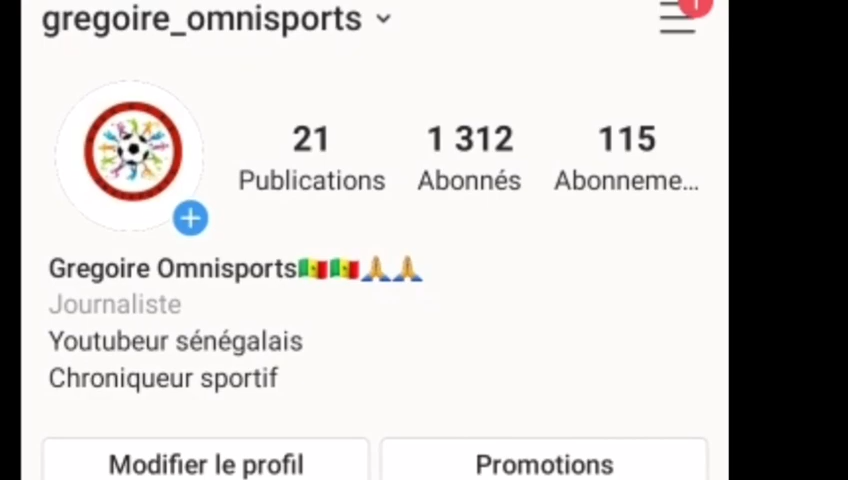 gregoire_omnisports
1
21 1 312 115
Publications Abonnés Abonneme...
Gregoire Omnisports🇸🇳🇸🇳🙏🙏
Journaliste
Youtubeur sénégalais
Chroniqueur sportif
Modifier le profil Promotions